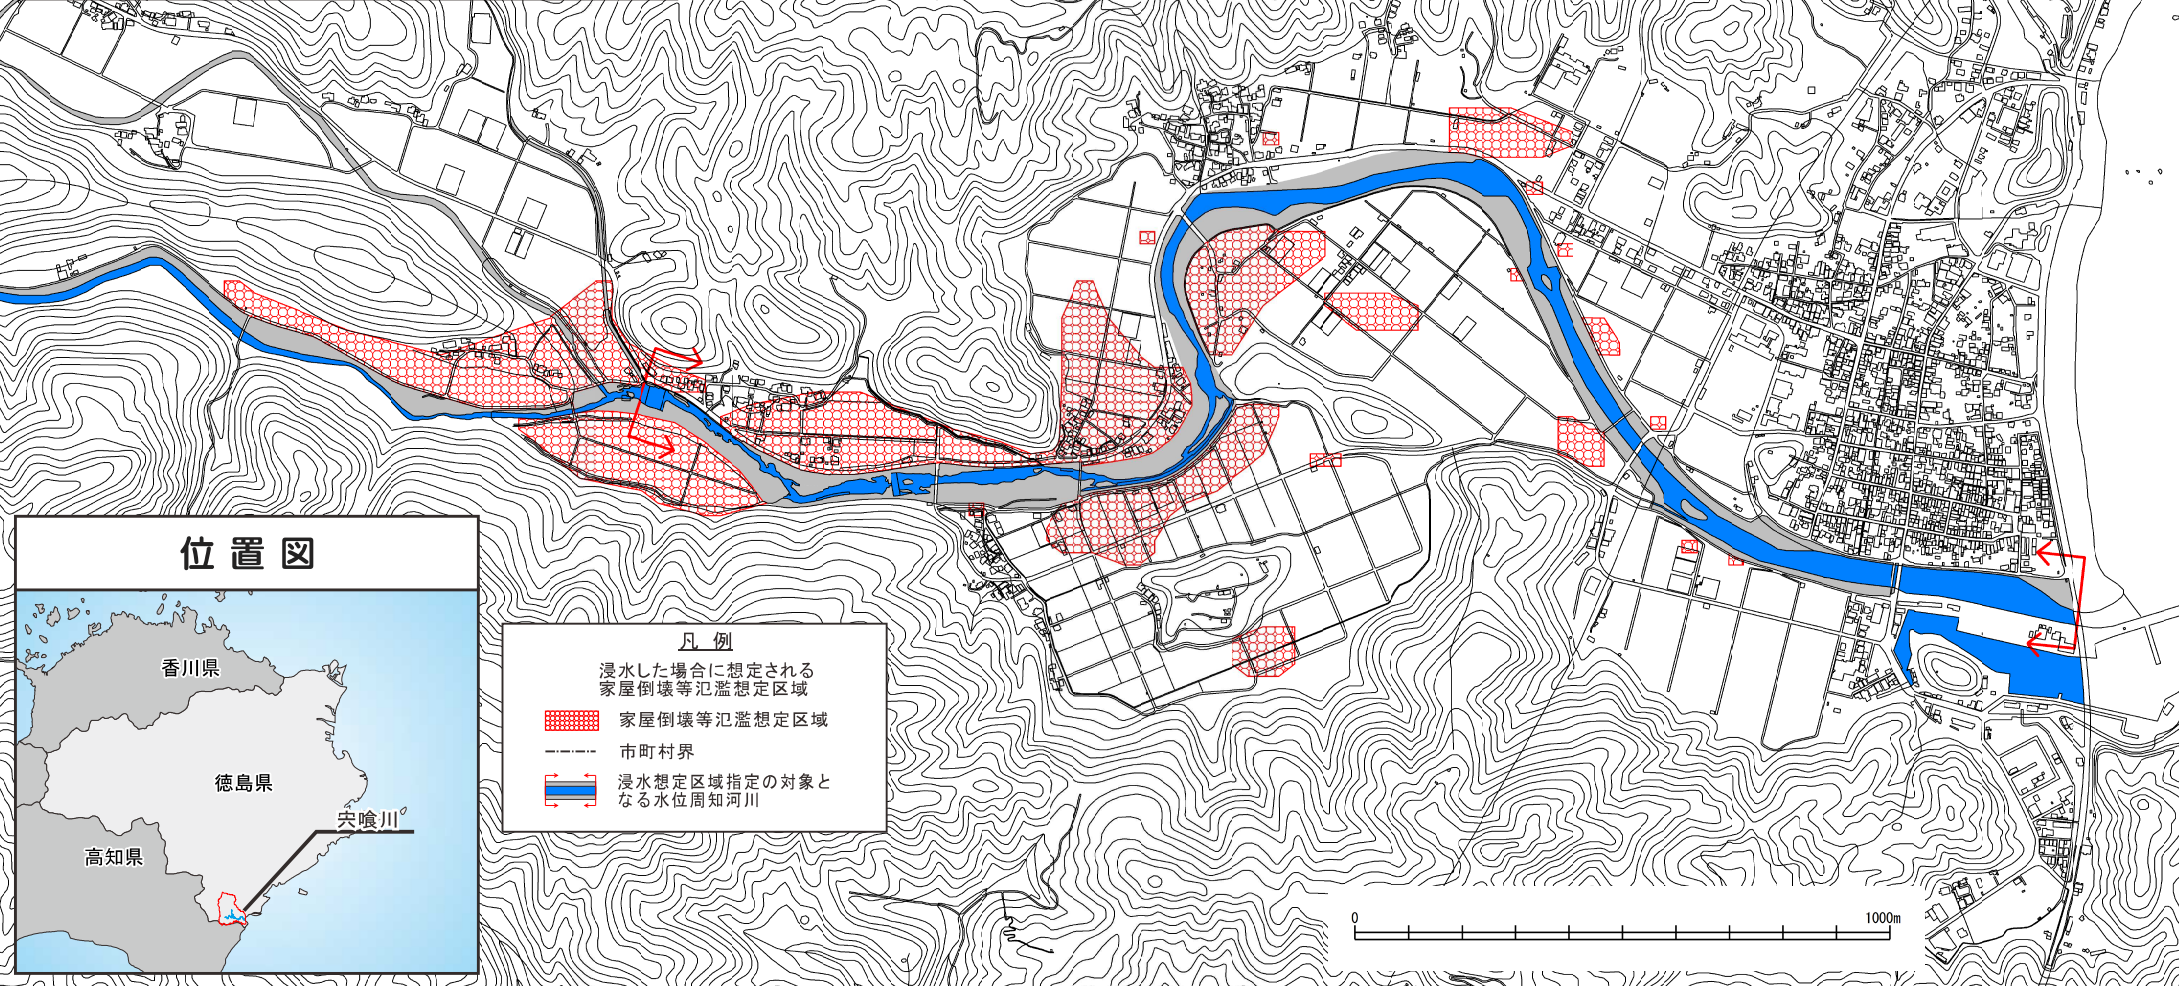 位置図
香川県
徳島県
宍喰川
高知県
凡 例
浸水した場合に想定される
家屋倒壊等氾濫想定区域
家屋倒壊等氾濫想定区域
市町村界
浸水想定区域指定の対象と
なる水位周知河川
0 1000m